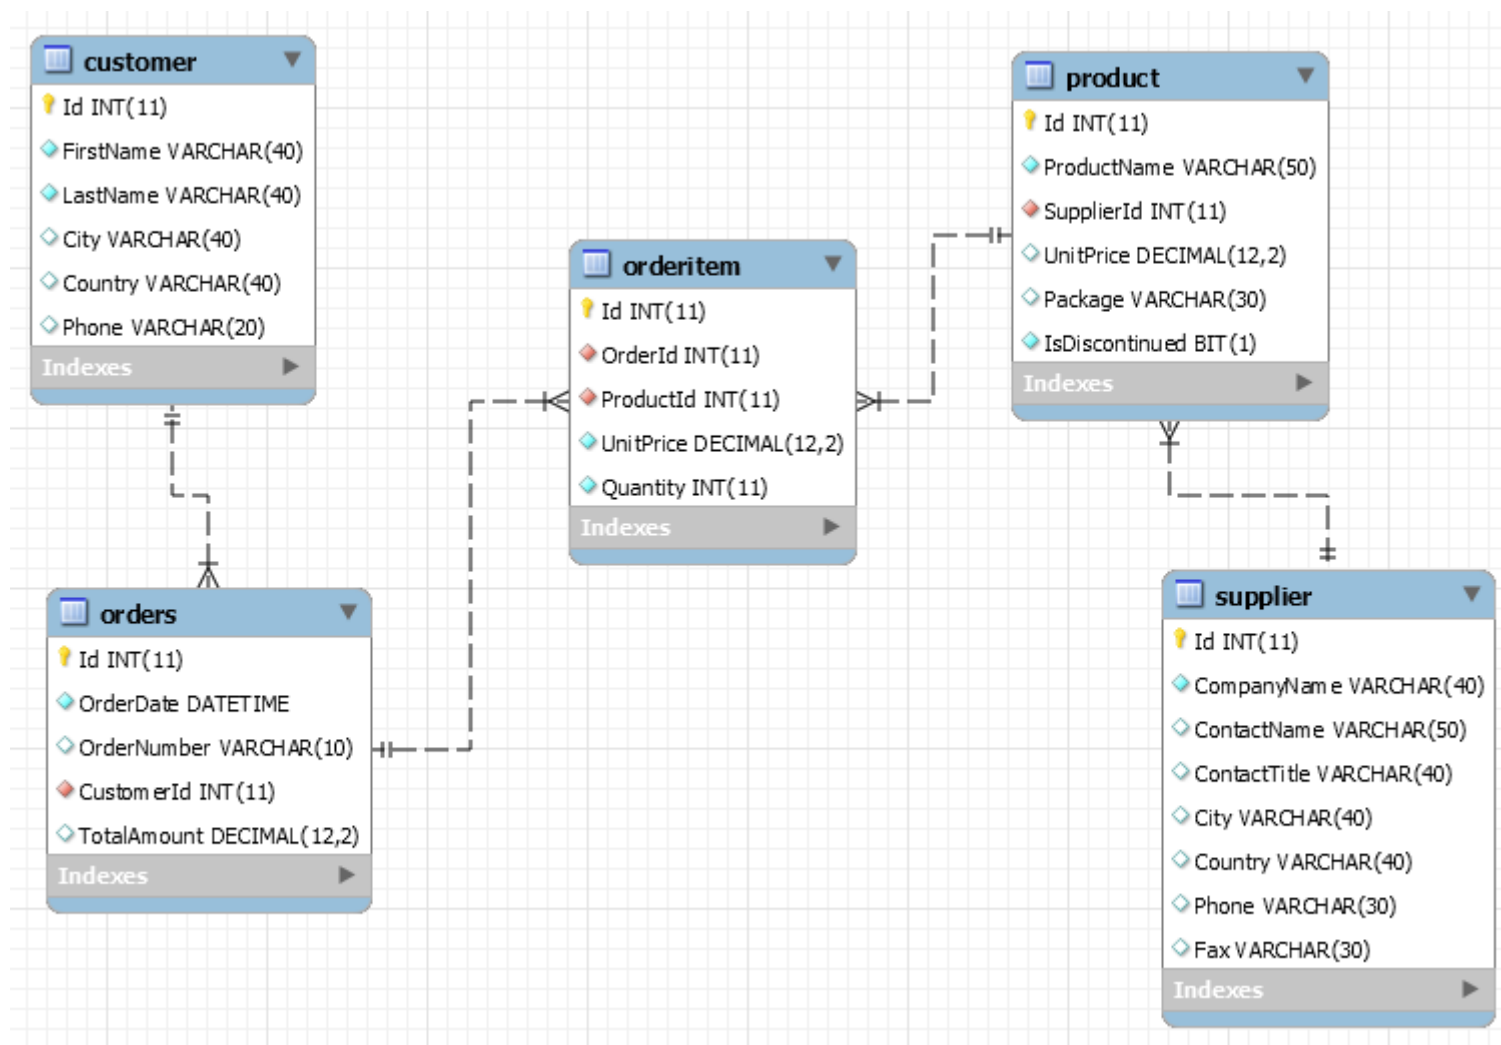 customer
Id INT(11)
FirstName VARCHAR(40)
LastName VARCHAR(40)
City VARCHAR(40)
Country VARCHAR(40)
Phone VARCHAR(20)
Indexes
orders
Id INT(11)
OrderDate DATETIME
OrderNumber VARCHAR(10)
CustomerId INT(11)
TotalAmount DECIMAL(12,2)
Indexes
orderitem
Id INT(11)
OrderId INT(11)
ProductId INT(11)
UnitPrice DECIMAL(12,2)
Quantity INT(11)
Indexes
product
Id INT(11)
ProductName VARCHAR(50)
SupplierId INT(11)
UnitPrice DECIMAL(12,2)
Package VARCHAR(30)
IsDiscontinued BIT(1)
Indexes
supplier
Id INT(11)
CompanyName VARCHAR(40)
ContactName VARCHAR(50)
ContactTitle VARCHAR(40)
City VARCHAR(40)
Country VARCHAR(40)
Phone VARCHAR(30)
Fax VARCHAR(30)
Indexes